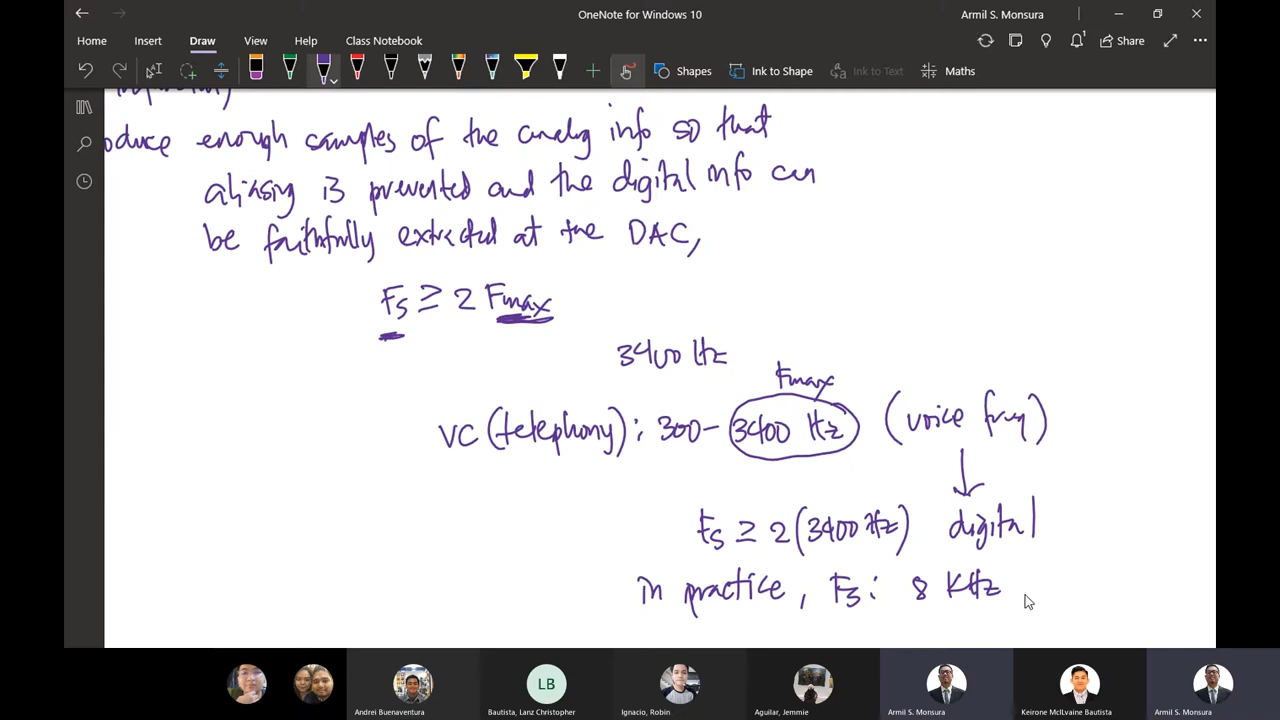 OneNote for Windows 10
Armil S. Monsura
Home Insert Draw View Help Class Notebook
Share
Shapes Ink to Shape Ink to Text Maths
oduce enough samples of the analog info so that
aliasing is prevented and the digital info can
be faithfully extracted at the DAC,
Fs ≥ 2 Fmax
3400 Hz
Fmax
VC (telephony): 300-3400 Hz (voice freq)
Fs ≥ 2(3400 Hz) digital
in practice, Fs: 8 KHz
LB
Andrei Buenaventura Bautista, Lanz Christopher Ignacio, Robin Aguilar, Jemmie Armil S. Monsura Keirone McIlvaine Bautista Armil S. Monsura